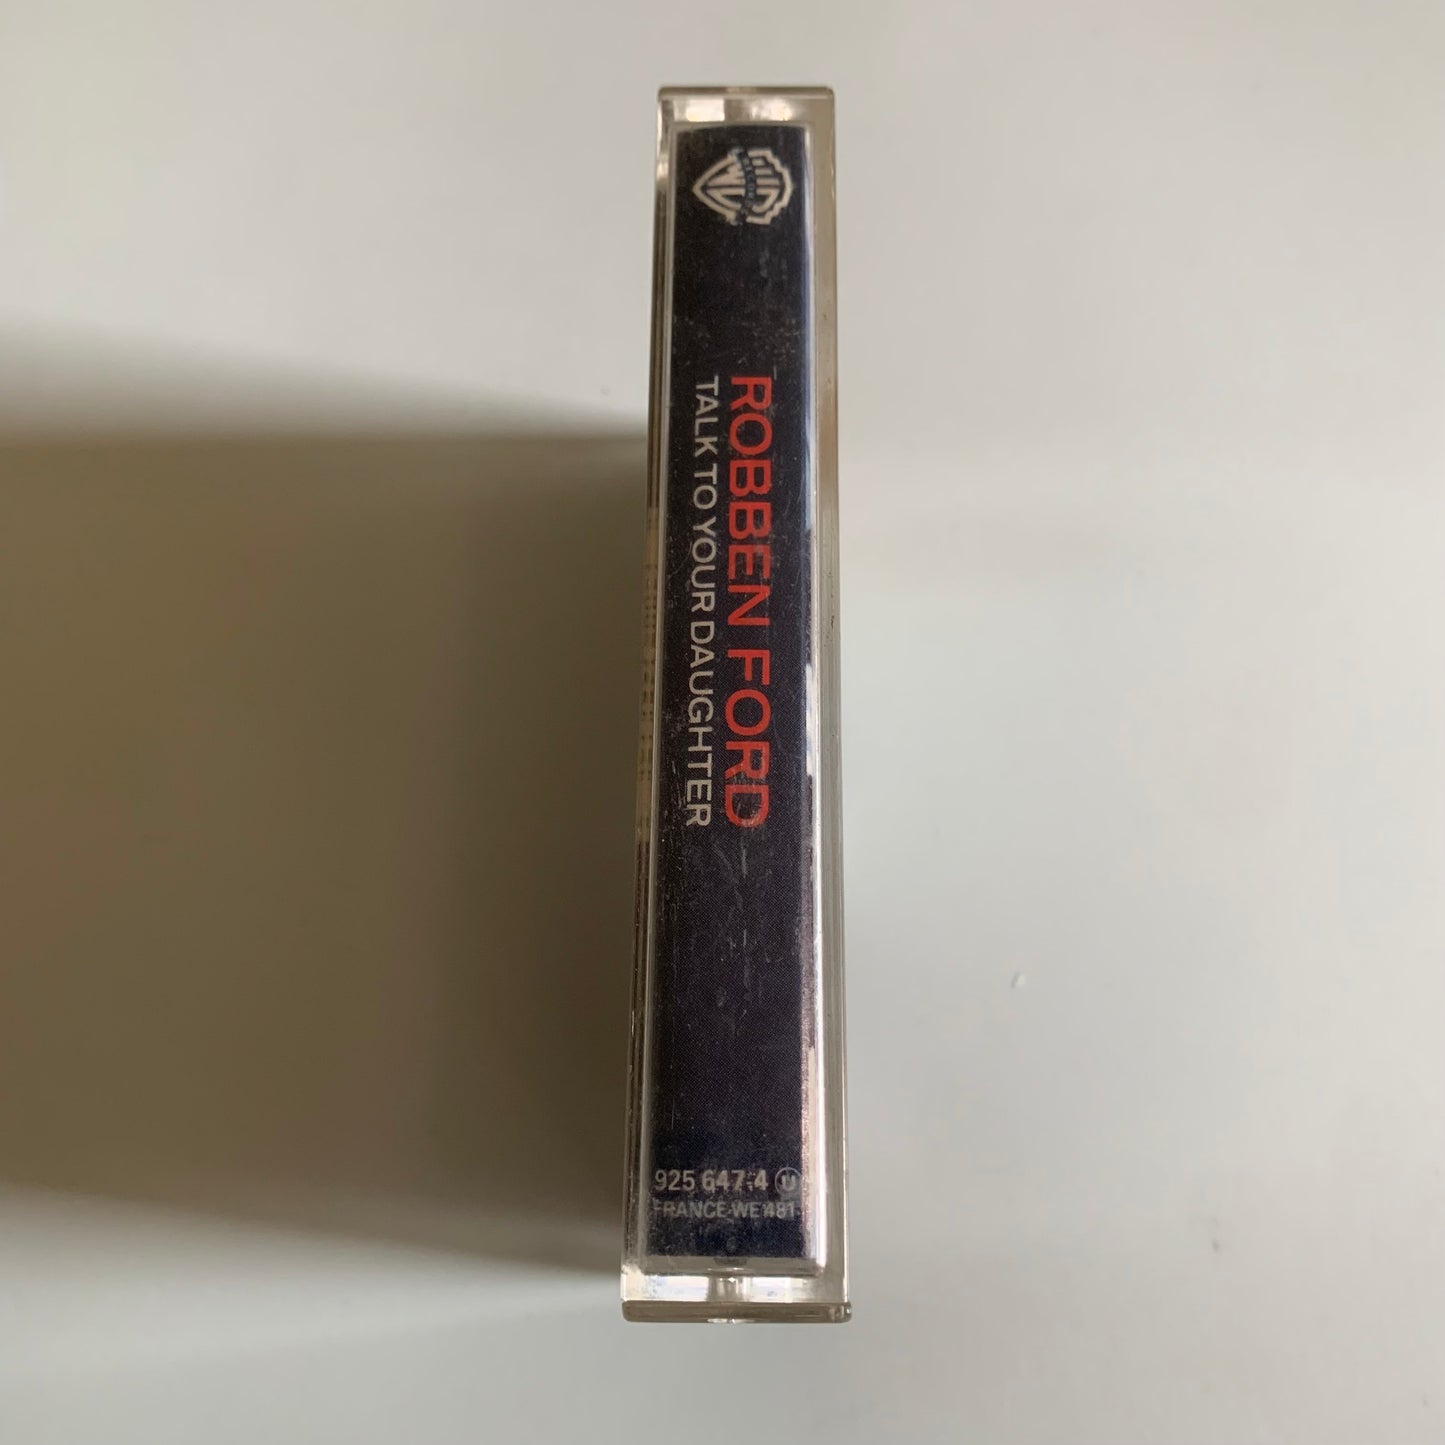 ROBBEN FORD
TALK TO YOUR DAUGHTER
925 647-4 U
FRANCE-WE 481